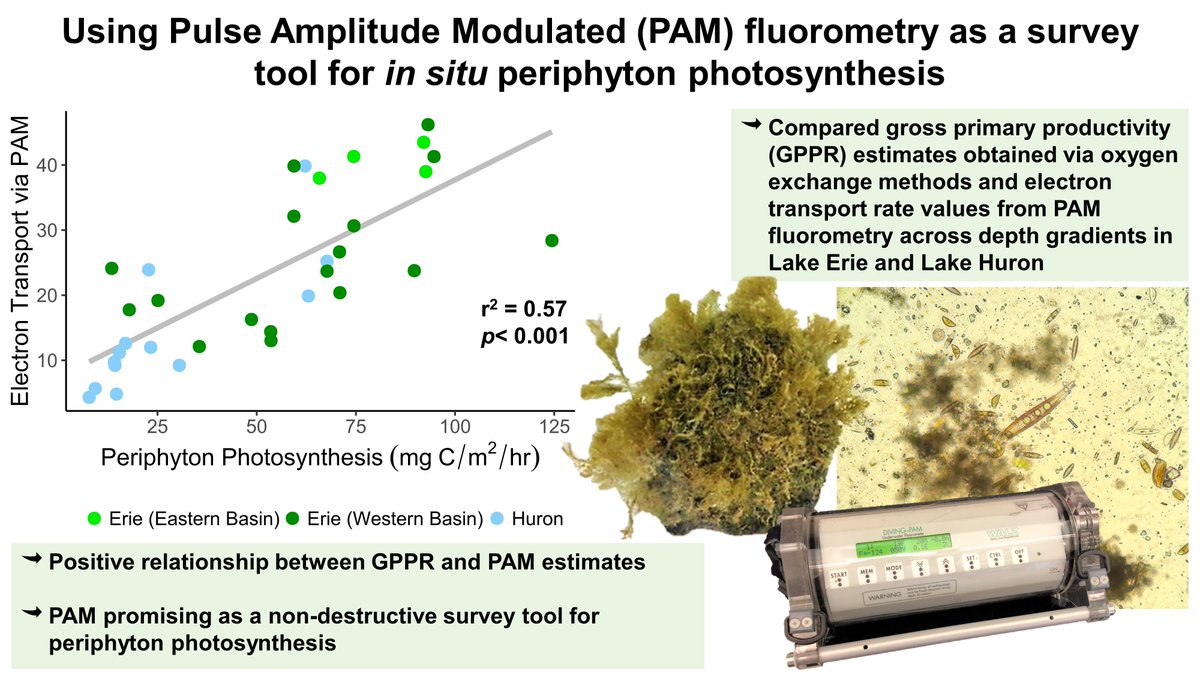 Using Pulse Amplitude Modulated (PAM) fluorometry as a survey
tool for in situ periphyton photosynthesis
Electron Transport via PAM
40
30
20
10
r² = 0.57
p< 0.001
25
50
75
100
125
Periphyton Photosynthesis (mg C/m²/hr)
Erie (Eastern Basin)
Erie (Western Basin)
Huron
➙ Compared gross primary productivity
(GPPR) estimates obtained via oxygen
exchange methods and electron
transport rate values from PAM
fluorometry across depth gradients in
Lake Erie and Lake Huron
➙ Positive relationship between GPPR and PAM estimates
➙ PAM promising as a non-destructive survey tool for
periphyton photosynthesis
DIVING-PAM
WALZ
START
MEM
MODE
SET
CTRL
OFF
ON
WARNING